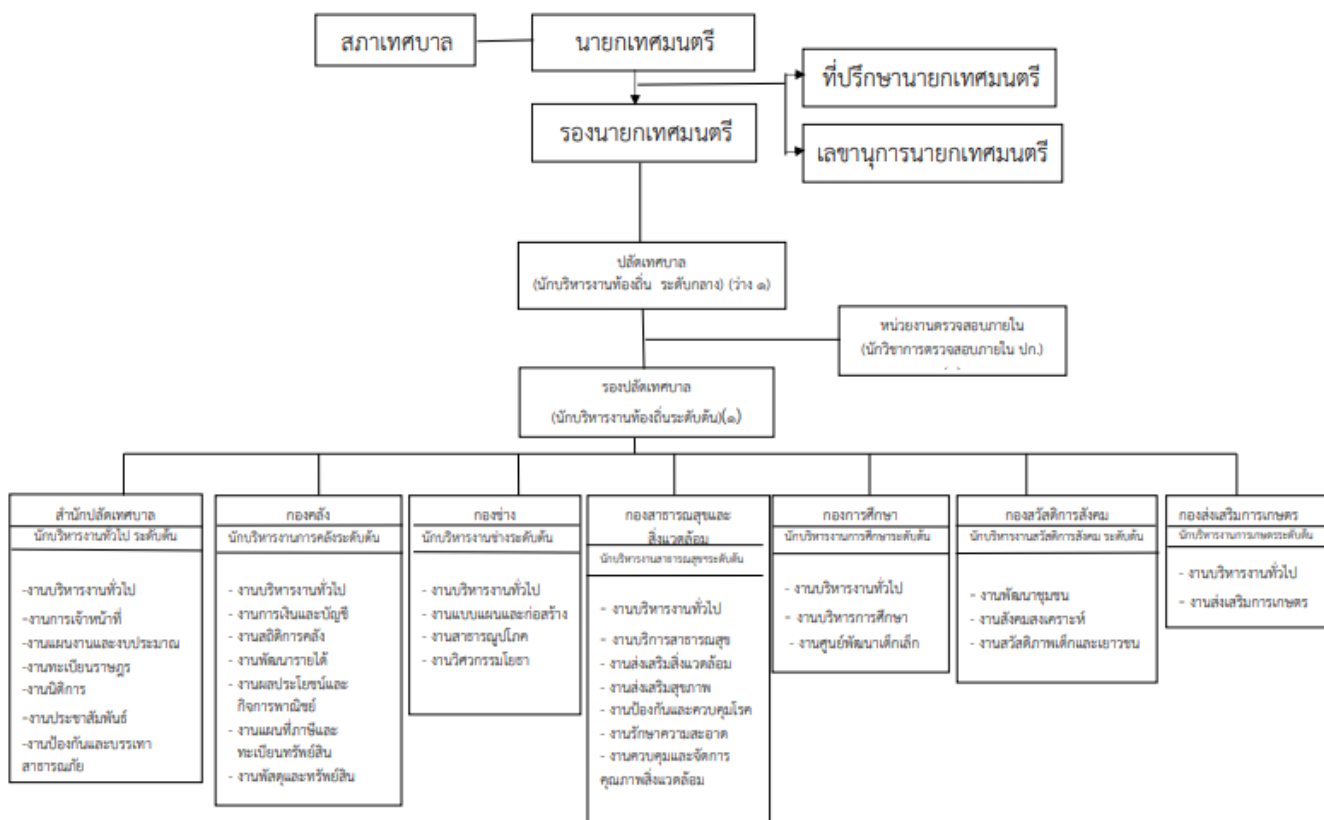 สภาเทศบาล
นายกเทศมนตรี
ที่ปรึกษานายกเทศมนตรี
รองนายกเทศมนตรี
เลขานุการนายกเทศมนตรี
ปลัดเทศบาล
(นักบริหารงานท้องถิ่น ระดับกลาง) (ว่าง ๑)
หน่วยงานตรวจสอบภายใน
(นักวิชาการตรวจสอบภายใน ปก.)
รองปลัดเทศบาล
(นักบริหารงานท้องถิ่นระดับต้น)(๑)
สำนักปลัดเทศบาล
นักบริหารงานทั่วไป ระดับต้น
-งานบริหารงานทั่วไป
-งานการเจ้าหน้าที่
-งานแผนงานและงบประมาณ
-งานทะเบียนราษฎร
-งานนิติการ
-งานประชาสัมพันธ์
-งานป้องกันและบรรเทา
สาธารณภัย
กองคลัง
นักบริหารงานการคลังระดับต้น
- งานบริหารงานทั่วไป
- งานการเงินและบัญชี
- งานสถิติการคลัง
- งานพัฒนารายได้
- งานผลประโยชน์และ
กิจการพาณิชย์
- งานแผนที่ภาษีและ
ทะเบียนทรัพย์สิน
- งานพัสดุและทรัพย์สิน
กองช่าง
นักบริหารงานช่างระดับต้น
- งานบริหารงานทั่วไป
- งานแบบแผนและก่อสร้าง
- งานสาธารณูปโภค
- งานวิศวกรรมโยธา
กองสาธารณสุขและ
สิ่งแวดล้อม
นักบริหารงานสาธารณสุขฯระดับต้น
- งานบริหารงานทั่วไป
- งานบริการสาธารณสุข
- งานส่งเสริมสิ่งแวดล้อม
- งานส่งเสริมสุขภาพ
- งานป้องกันและควบคุมโรค
- งานรักษาความสะอาด
- งานควบคุมและจัดการ
คุณภาพสิ่งแวดล้อม
กองการศึกษา
นักบริหารงานการศึกษาระดับต้น
- งานบริหารงานทั่วไป
- งานบริหารการศึกษา
- งานศูนย์พัฒนาเด็กเล็ก
กองสวัสดิการสังคม
นักบริหารงานสวัสดิการสังคม ระดับต้น
- งานพัฒนาชุมชน
- งานสังคมสงเคราะห์
- งานสวัสดิภาพเด็กและเยาวชน
กองส่งเสริมการเกษตร
นักบริหารงานการเกษตรระดับต้น
- งานบริหารงานทั่วไป
- งานส่งเสริมการเกษตร